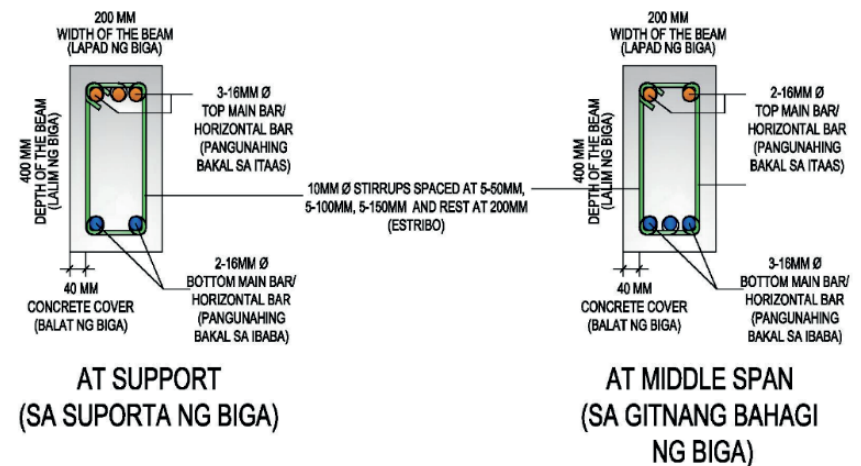 200 MM
WIDTH OF THE BEAM
(LAPAD NG BIGA)
400 MM
DEPTH OF THE BEAM
(LALIM NG BIGA)
3-16MM Ø
TOP MAIN BAR/
HORIZONTAL BAR
(PANGUNAHING
BAKAL SA ITAAS)
2-16MM Ø
BOTTOM MAIN BAR/
HORIZONTAL BAR
(PANGUNAHING
BAKAL SA IBABA)
40 MM
CONCRETE COVER
(BALAT NG BIGA)
AT SUPPORT
(SA SUPORTA NG BIGA)
10MM Ø STIRRUPS SPACED AT 5-50MM,
5-100MM, 5-150MM AND REST AT 200MM
(ESTRIBO)
200 MM
WIDTH OF THE BEAM
(LAPAD NG BIGA)
400 MM
DEPTH OF THE BEAM
(LALIM NG BIGA)
2-16MM Ø
TOP MAIN BAR/
HORIZONTAL BAR
(PANGUNAHING
BAKAL SA ITAAS)
3-16MM Ø
BOTTOM MAIN BAR/
HORIZONTAL BAR
(PANGUNAHING
BAKAL SA IBABA)
40 MM
CONCRETE COVER
(BALAT NG BIGA)
AT MIDDLE SPAN
(SA GITNANG BAHAGI
NG BIGA)